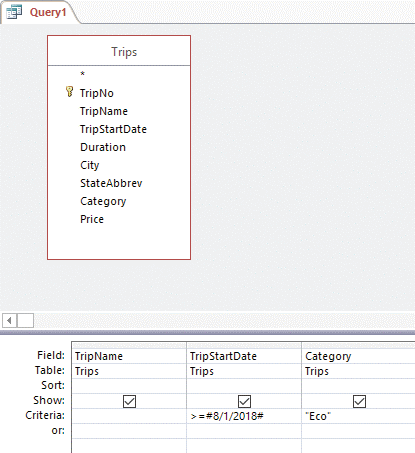 Query1
Trips
*
TripNo
TripName
TripStartDate
Duration
City
StateAbbrev
Category
Price
Field: TripName TripStartDate Category
Table: Trips Trips Trips
Sort:
Show:
Criteria: >=#8/1/2018# "Eco"
or: